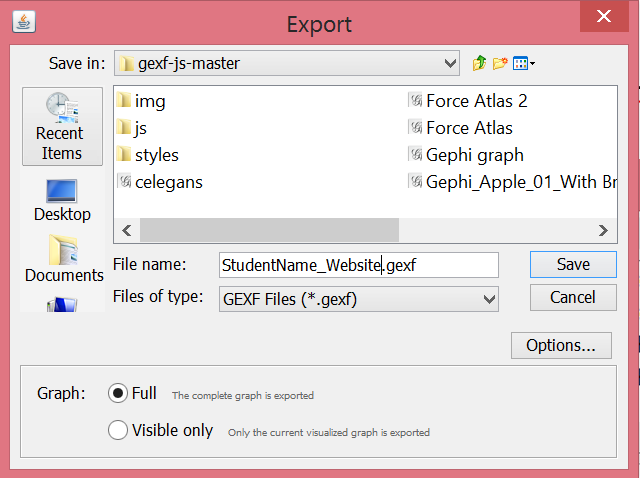 Export
Save in: gexf-js-master
Recent Items
Desktop
Documents
img
js
styles
celegans
Force Atlas 2
Force Atlas
Gephi graph
Gephi_Apple_01_With Br
File name: StudentName_Website.gexf
Save
Files of type: GEXF Files (*.gexf)
Cancel
Options...
Graph: Full The complete graph is exported
Visible only Only the current visualized graph is exported